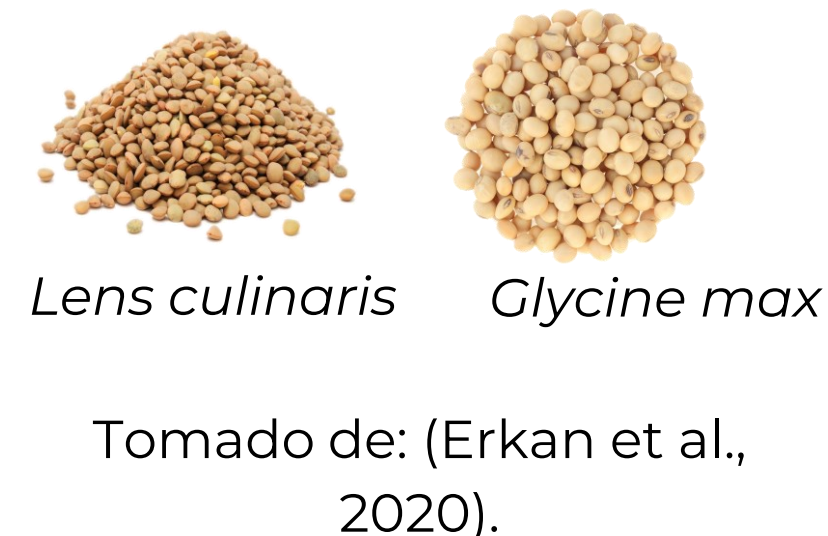 Lens culinaris
Glycine max
Tomado de: (Erkan et al.,
2020).